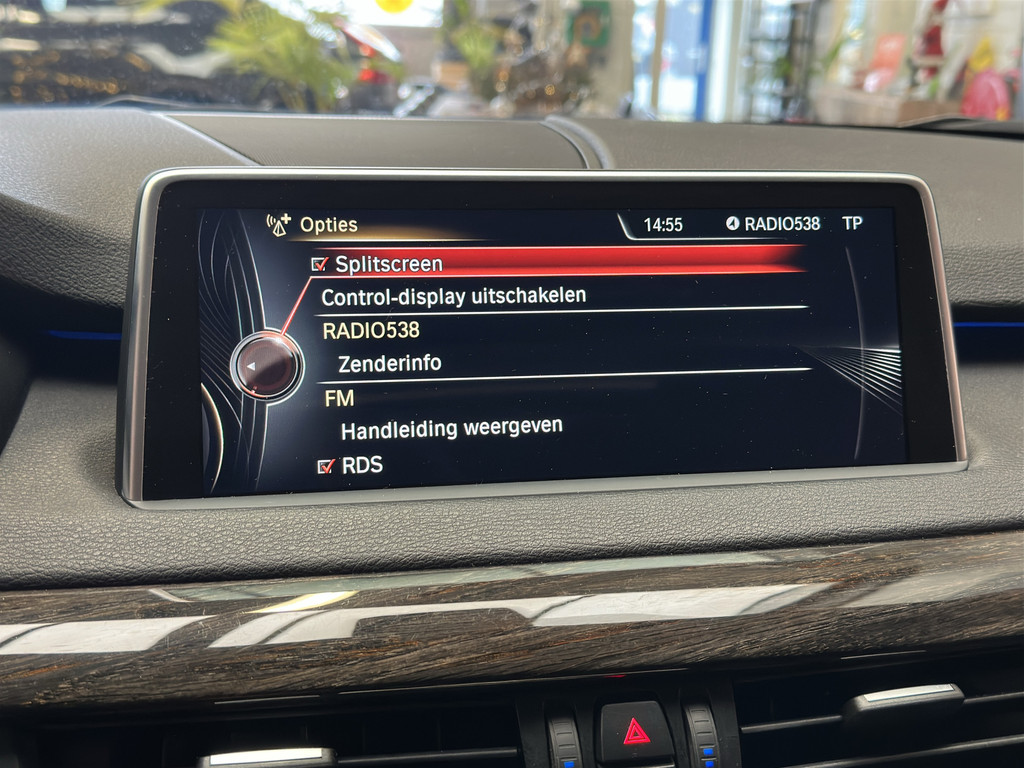 Opties 14:55 RADIO538 TP
Splitscreen
Control-display uitschakelen
RADIO538
Zenderinfo
FM
Handleiding weergeven
RDS